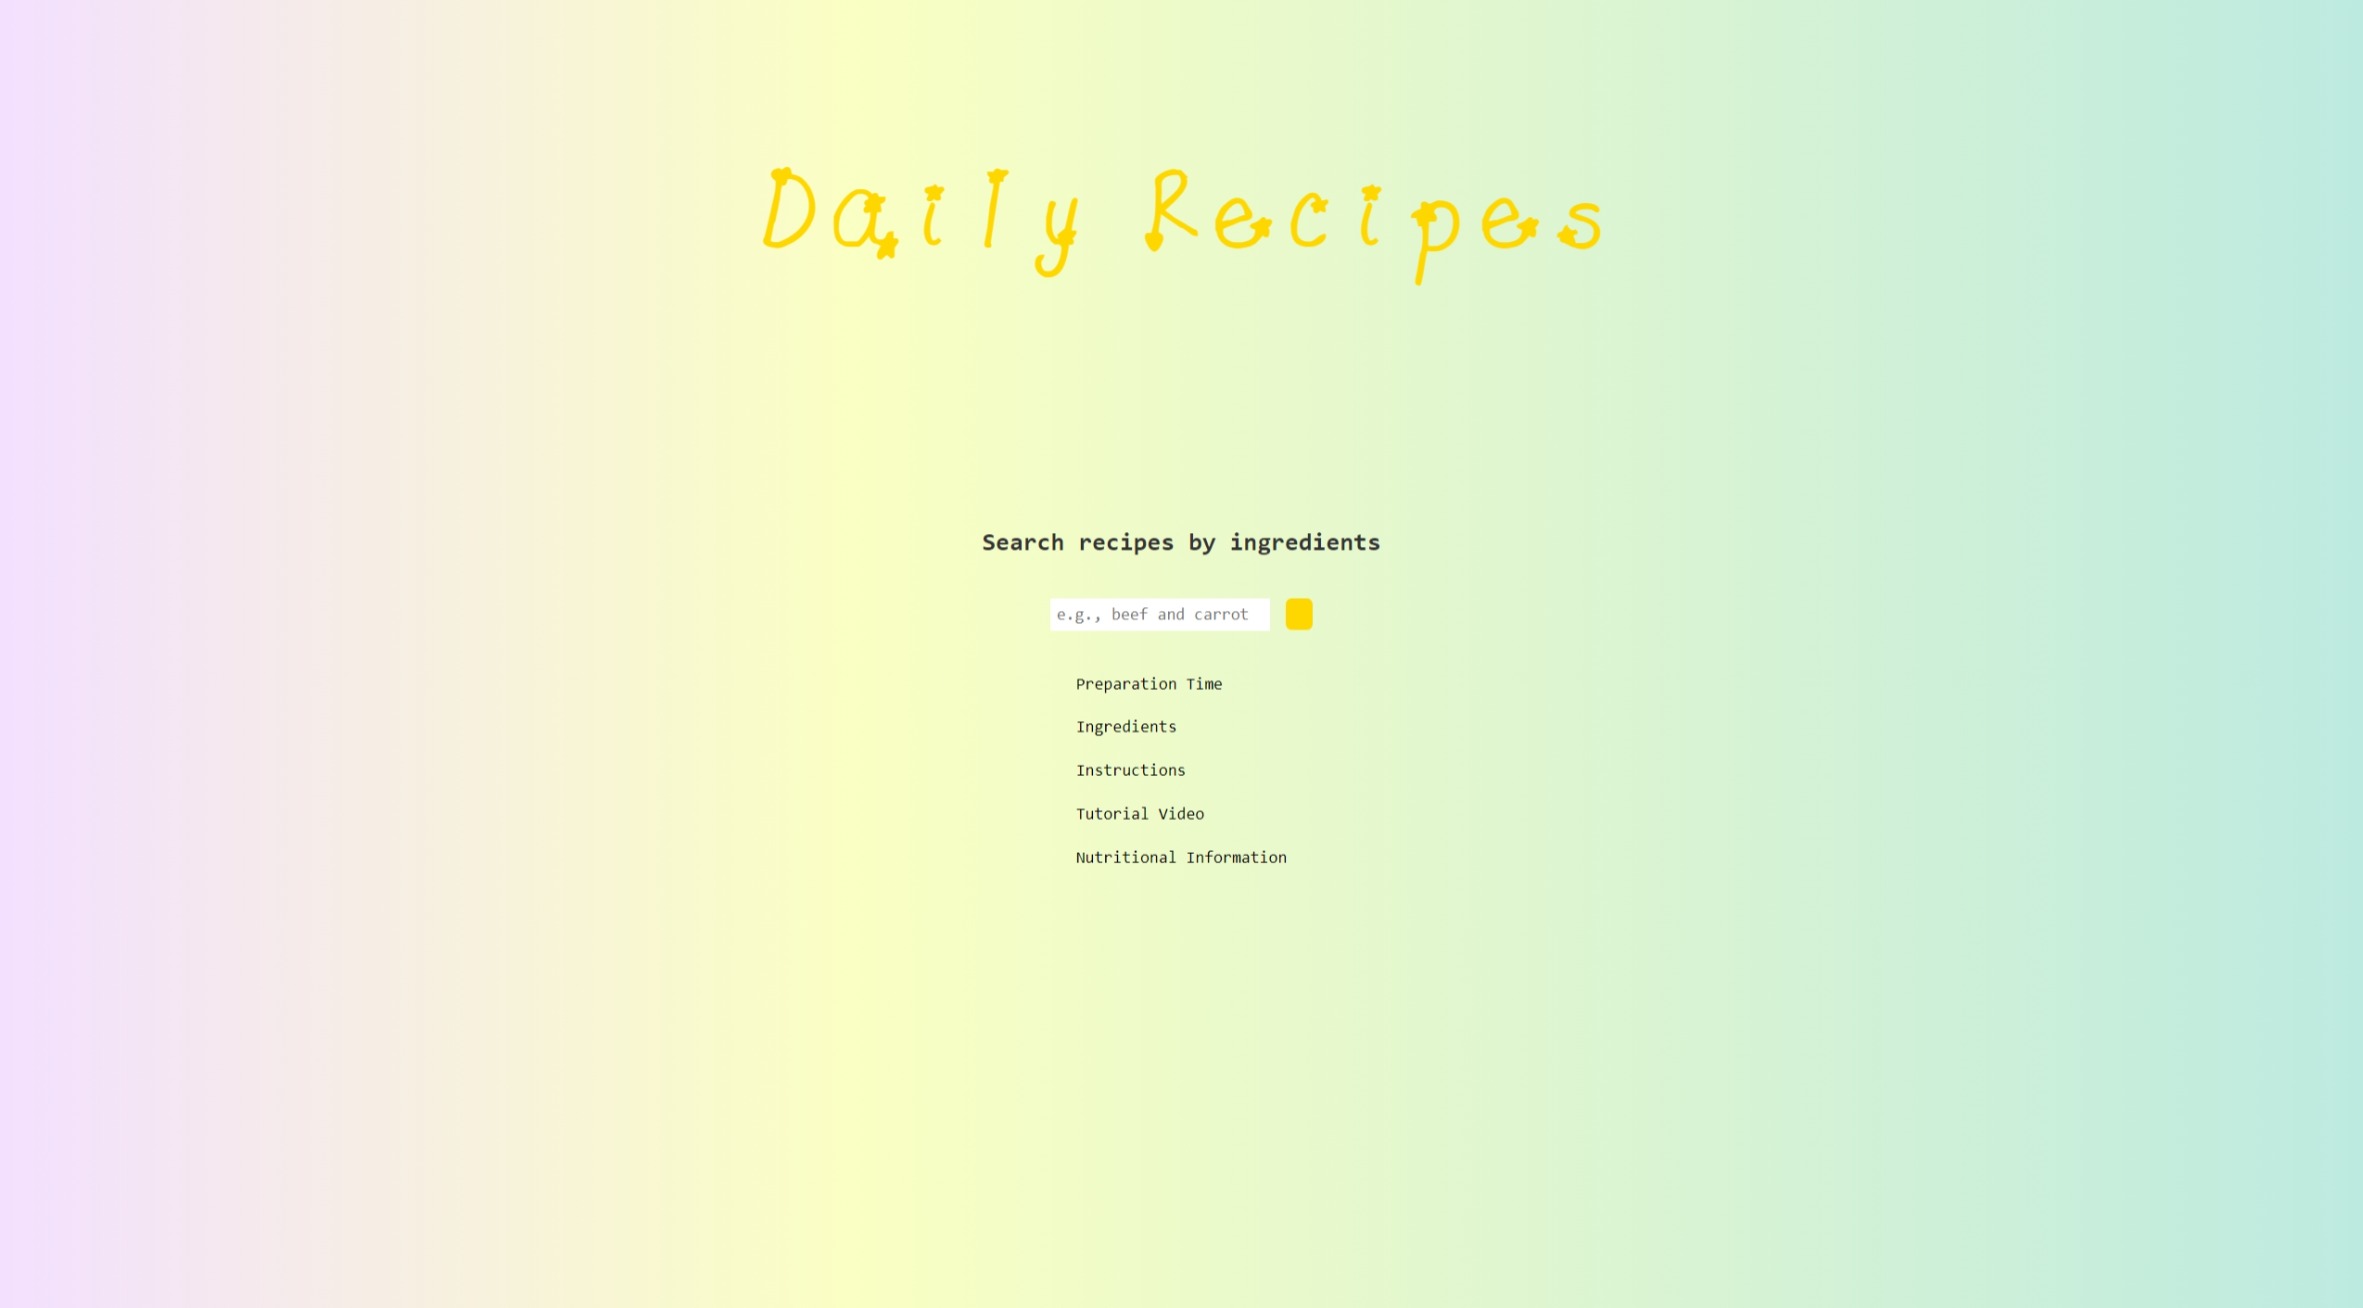 Daily Recipes
Search recipes by ingredients
e.g., beef and carrot
Preparation Time
Ingredients
Instructions
Tutorial Video
Nutritional Information